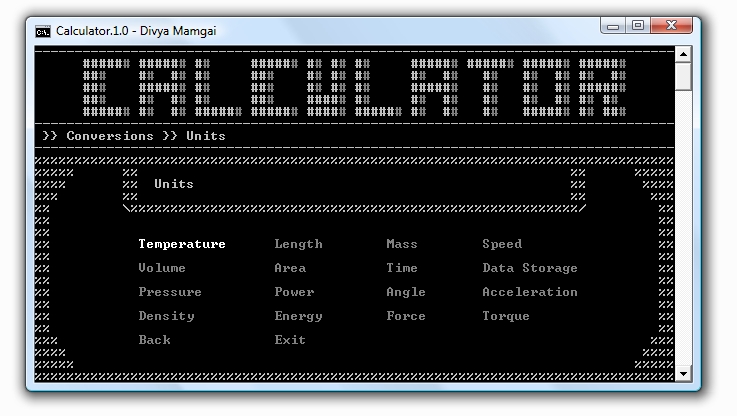 Calculator.1.0 - Divya Mamgai
CALCULATOR
>> Conversions >> Units
Units
Temperature Length Mass Speed
Volume Area Time Data Storage
Pressure Power Angle Acceleration
Density Energy Force Torque
Back Exit